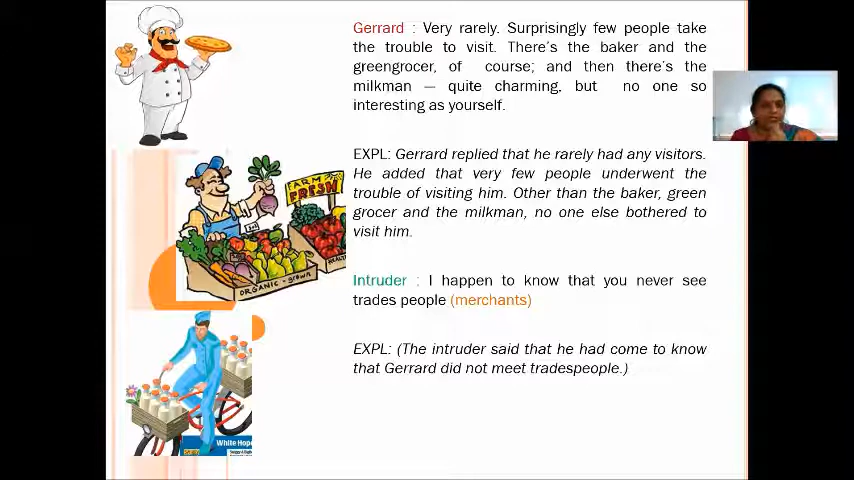 Gerrard : Very rarely. Surprisingly few people take
the trouble to visit. There's the baker and the
greengrocer, of course; and then there's the
milkman — quite charming, but no one so
interesting as yourself.
EXPL: Gerrard replied that he rarely had any visitors.
He added that very few people underwent the
trouble of visiting him. Other than the baker, green
grocer and the milkman, no one else bothered to
visit him.
Intruder : I happen to know that you never see
trades people (merchants)
EXPL: (The intruder said that he had come to know
that Gerrard did not meet tradespeople.)
FARM
FRESH
ORGANIC-grown
White Hope